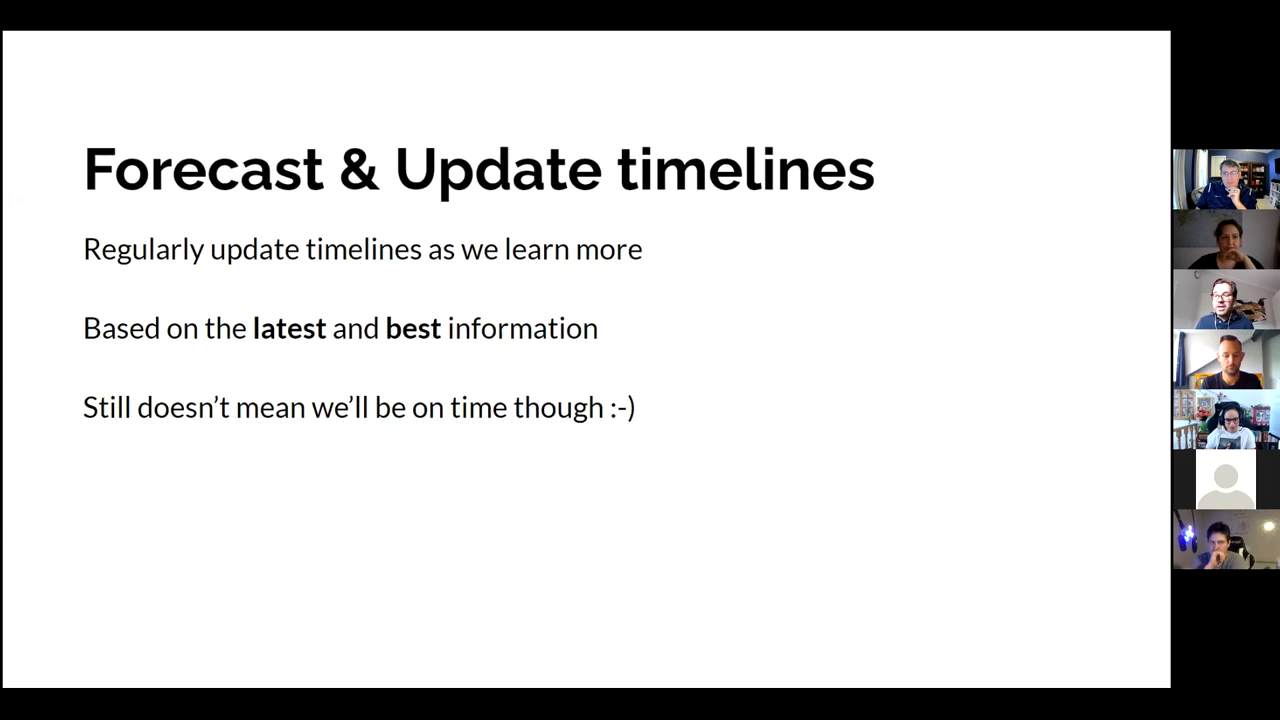 Forecast & Update timelines
Regularly update timelines as we learn more
Based on the latest and best information
Still doesn’t mean we’ll be on time though :-)